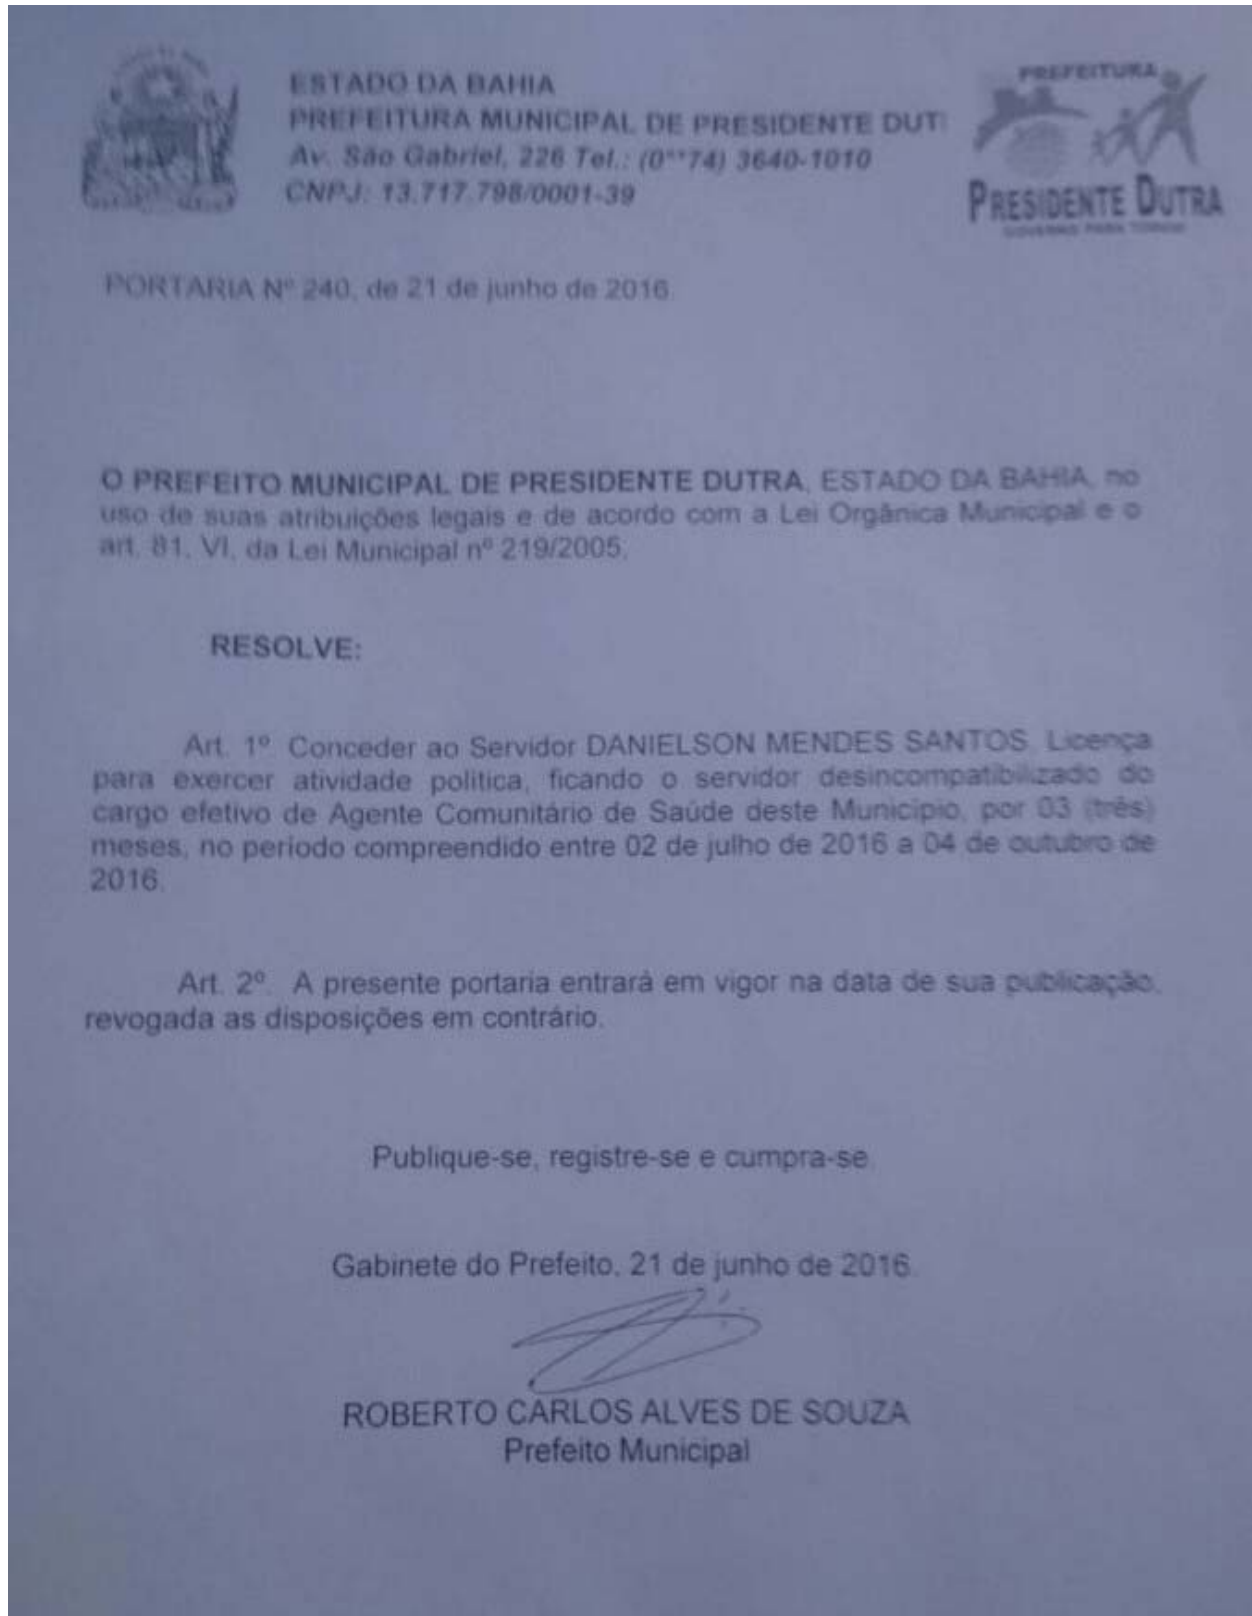 ESTADO DA BAHIA
PREFEITURA MUNICIPAL DE PRESIDENTE DUT
Av. São Gabriel, 226 Tel.: (0**74) 3640-1010
CNPJ: 13.717.798/0001-39
PREFEITURA
PRESIDENTE DUTRA
GOVERNO PARA TODOS
PORTARIA Nº 240, de 21 de junho de 2016.
O PREFEITO MUNICIPAL DE PRESIDENTE DUTRA, ESTADO DA BAHIA, no
uso de suas atribuições legais e de acordo com a Lei Orgânica Municipal e o
art. 81, VI, da Lei Municipal nº 219/2005,
RESOLVE:
Art. 1º. Conceder ao Servidor DANIELSON MENDES SANTOS, Licença
para exercer atividade política, ficando o servidor desincompatibilizado do
cargo efetivo de Agente Comunitário de Saúde deste Município, por 03 (três)
meses, no período compreendido entre 02 de julho de 2016 a 04 de outubro de
2016.
Art. 2º. A presente portaria entrará em vigor na data de sua publicação,
revogada as disposições em contrário.
Publique-se, registre-se e cumpra-se.
Gabinete do Prefeito, 21 de junho de 2016.
ROBERTO CARLOS ALVES DE SOUZA
Prefeito Municipal